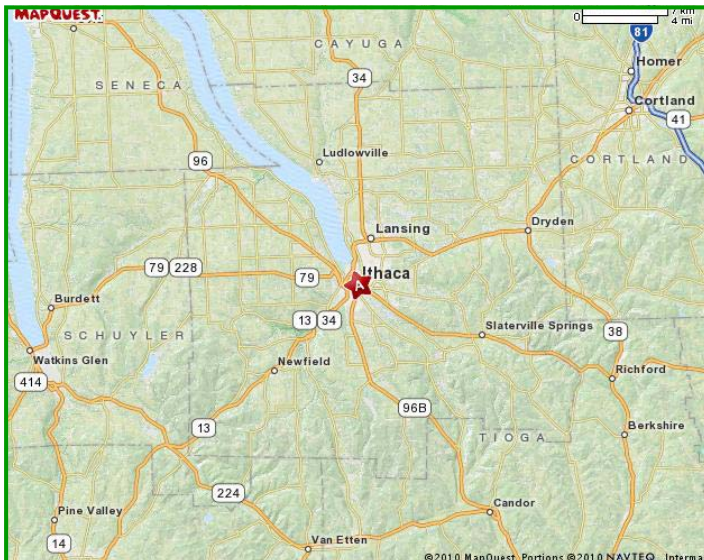 MAPQUEST
0
7 km
4 mi
81
CAYUGA
34
Homer
SENECA
Cortland
41
96
Ludlowville
CORTLAND
Lansing
Dryden
79 228
79
Ithaca
A
Burdett
13 34
Slaterville Springs
38
SCHUYLER
Watkins Glen
Newfield
Richford
414
96B
13
TIOGA
Berkshire
224
Candor
Pine Valley
14
Van Etten
©2010 MapQuest Portions ©2010 NAVTEQ, Interma